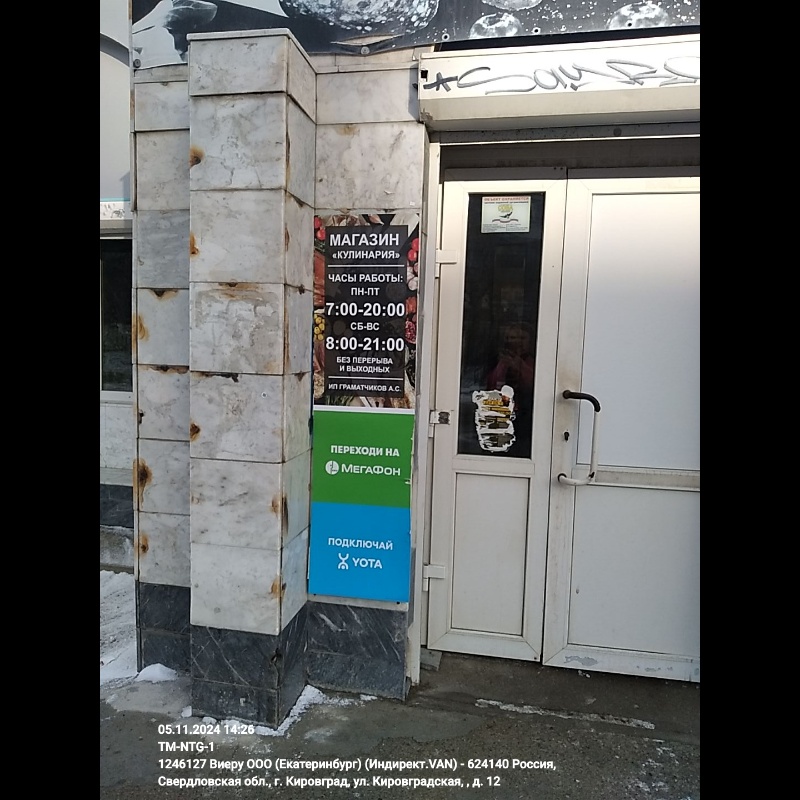 МАГАЗИН
«КУЛИНАРИЯ»
ЧАСЫ РАБОТЫ:
ПН-ПТ
7:00-20:00
СБ-ВС
8:00-21:00
БЕЗ ПЕРЕРЫВА
И ВЫХОДНЫХ
ИП ГРАМАТЧИКОВ А.С.
ПЕРЕХОДИ НА
МЕГАФОН
ПОДКЛЮЧАЙ
YOTA
05.11.2024 14:26
TM-NTG-1
1246127 Виеру ООО (Екатеринбург) (Индирект.VAN) - 624140 Россия,
Свердловская обл., г. Кировград, ул. Кировградская, , д. 12